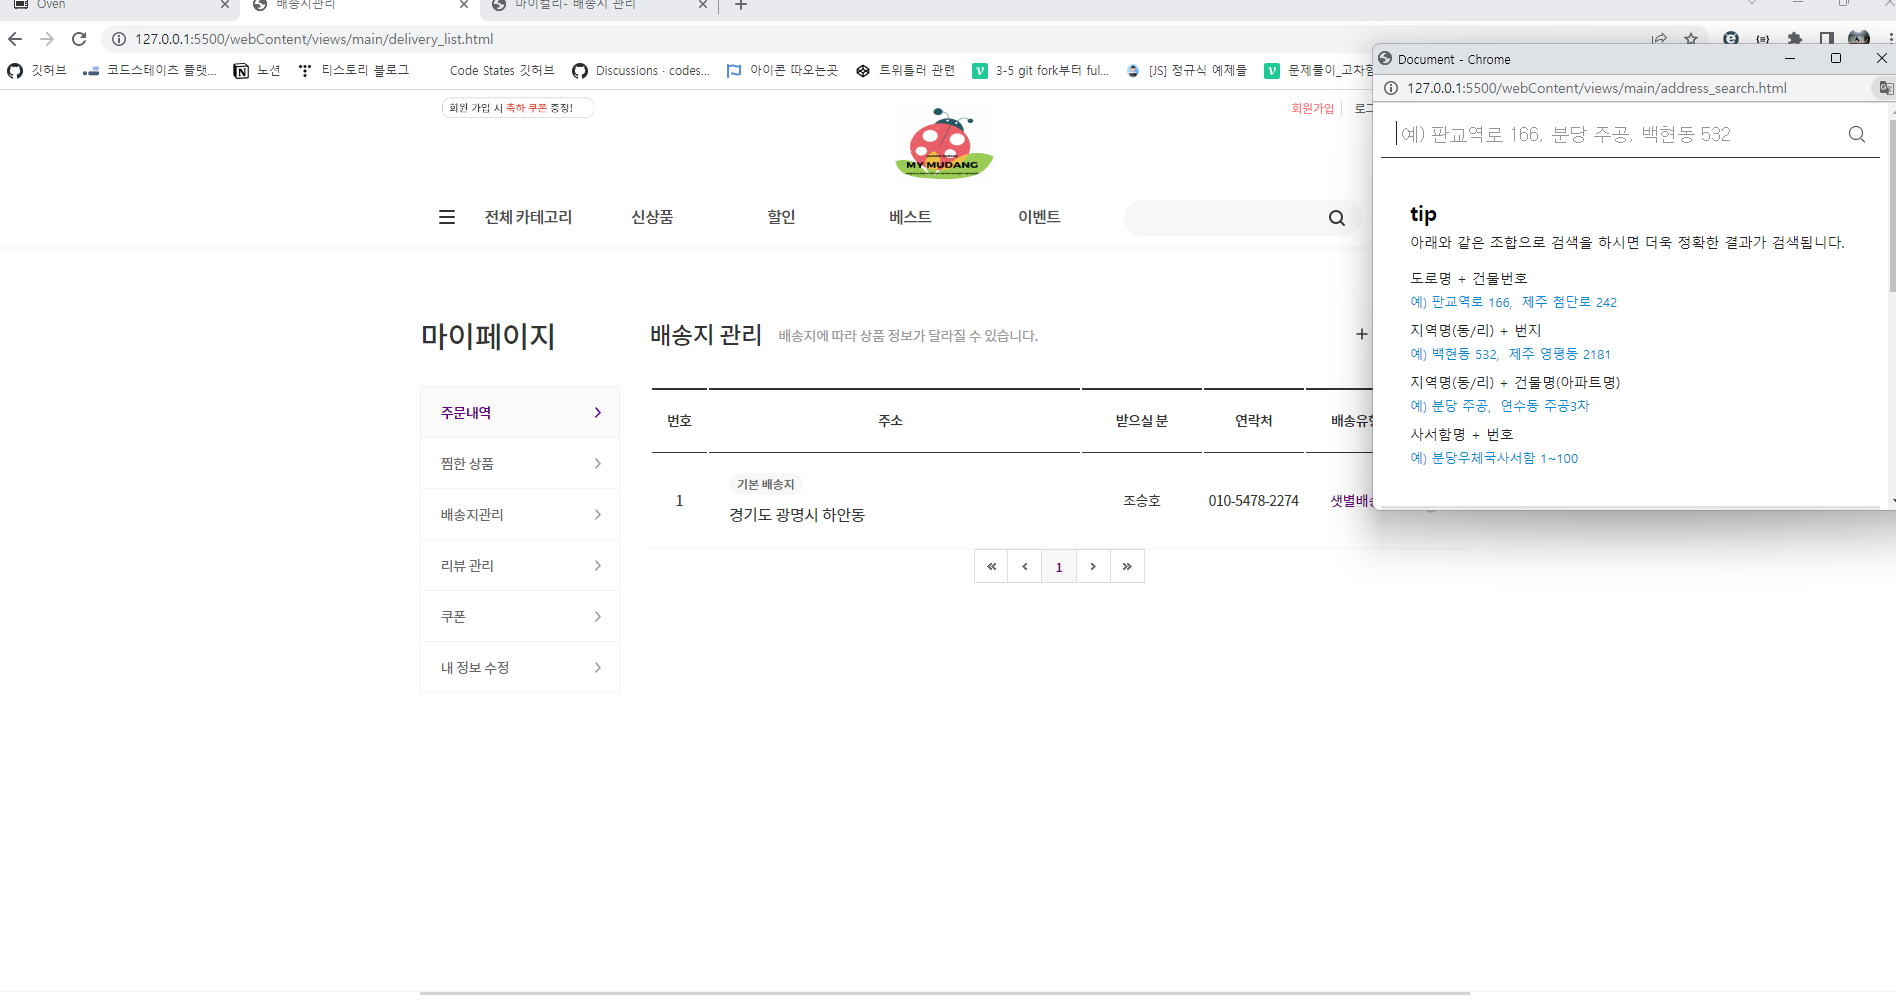 Oven
배송지관리
마이컬리- 배송지 관리
127.0.0.1:5500/webContent/views/main/delivery_list.html
깃허브
코드스테이츠 플랫...
노션
티스토리 블로그
Code States 깃허브
Discussions · codes...
아이콘 따오는곳
트위틀러 관련
3-5 git fork부터 ful...
[JS] 정규식 예제들
문제풀이_고차함
회원 가입 시 축하 쿠폰 증정!
MY MUDANG
회원가입
로그
전체 카테고리
신상품
할인
베스트
이벤트
마이페이지
주문내역
찜한 상품
배송지관리
리뷰 관리
쿠폰
내 정보 수정
배송지 관리
배송지에 따라 상품 정보가 달라질 수 있습니다.
+
번호 주소 받으실 분 연락처 배송유형
기본 배송지
1 경기도 광명시 하안동 조승호 010-5478-2274 샛별배송
« ‹ 1 › »
Document - Chrome
127.0.0.1:5500/webContent/views/main/address_search.html
예) 판교역로 166, 분당 주공, 백현동 532
tip
아래와 같은 조합으로 검색을 하시면 더욱 정확한 결과가 검색됩니다.
도로명 + 건물번호
예) 판교역로 166, 제주 첨단로 242
지역명(동/리) + 번지
예) 백현동 532, 제주 영평동 2181
지역명(동/리) + 건물명(아파트명)
예) 분당 주공, 연수동 주공3차
사서함명 + 번호
예) 분당우체국사서함 1~100